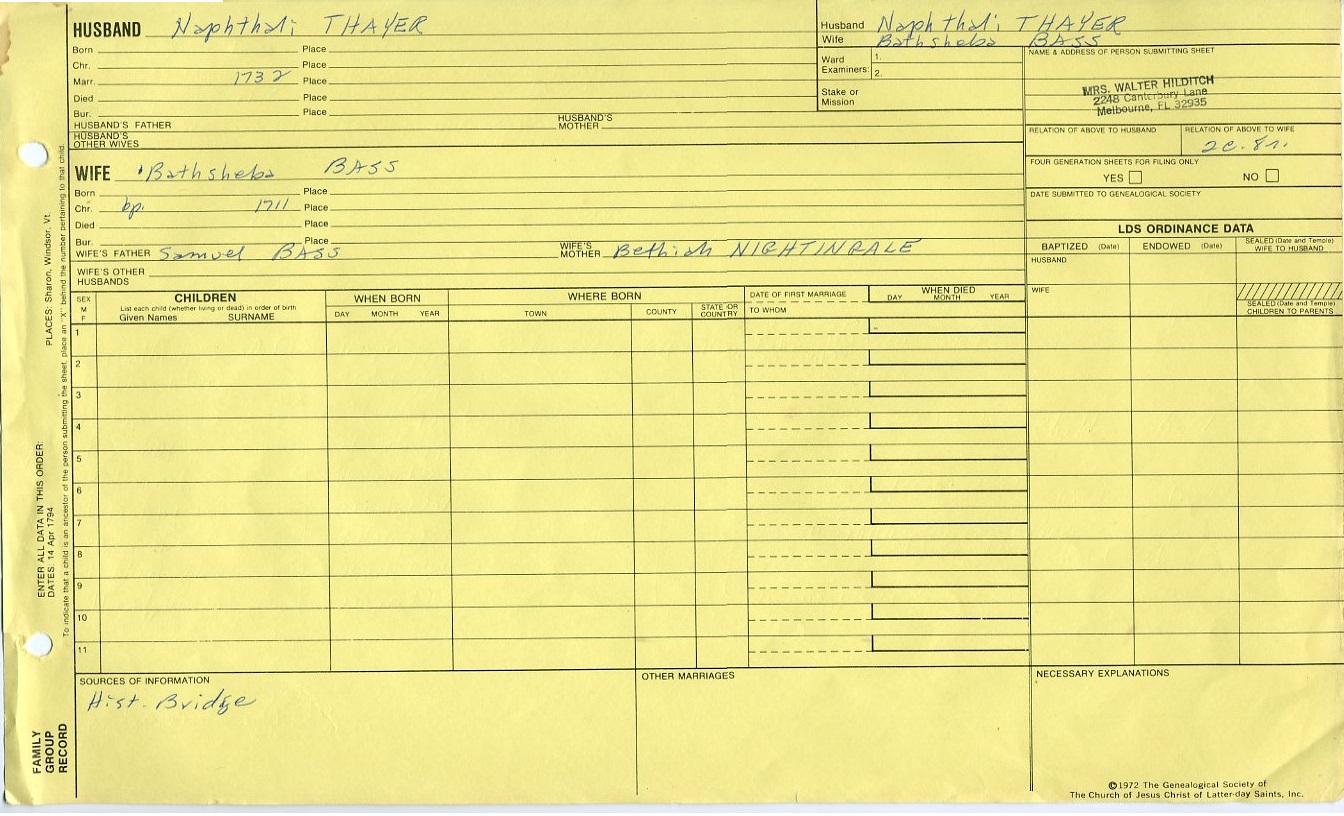 HUSBAND Naphthali THAYER
Born Place
Chr. Place
Marr. 1732 Place
Died Place
Bur. Place
HUSBAND'S FATHER HUSBAND'S MOTHER
HUSBAND'S OTHER WIVES
WIFE Bathsheba BASS
Born Place
Chr. bp. 1711 Place
Died Place
Bur. Place
WIFE'S FATHER Samuel BASS WIFE'S MOTHER Bethiah NIGHTINGALE
WIFE'S OTHER HUSBANDS
Husband Naphthali THAYER
Wife Bathsheba BASS
Ward Examiners: 1.
2.
Stake or Mission
NAME & ADDRESS OF PERSON SUBMITTING SHEET
MRS. WALTER HILDITCH
2248 Canterbury Lane
Melbourne, FL 32935
RELATION OF ABOVE TO HUSBAND RELATION OF ABOVE TO WIFE
2c. 8r.
FOUR GENERATION SHEETS FOR FILING ONLY
YES NO
DATE SUBMITTED TO GENEALOGICAL SOCIETY
LDS ORDINANCE DATA
BAPTIZED (Date) ENDOWED (Date) SEALED (Date and Temple) WIFE TO HUSBAND
HUSBAND
WIFE
SEALED (Date and Temple) CHILDREN TO PARENTS
SEX M F
CHILDREN
List each child (whether living or dead) in order of birth
Given Names SURNAME
WHEN BORN
DAY MONTH YEAR
WHERE BORN
TOWN COUNTY STATE OR COUNTRY
DATE OF FIRST MARRIAGE
TO WHOM
WHEN DIED
DAY MONTH YEAR
1
2
3
4
5
6
7
8
9
10
11
SOURCES OF INFORMATION
Hist. Bridge
OTHER MARRIAGES
NECESSARY EXPLANATIONS
©1972 The Genealogical Society of
The Church of Jesus Christ of Latter-day Saints, Inc.
FAMILY GROUP RECORD
ENTER ALL DATA IN THIS ORDER:
DATES: 14 Apr 1794 PLACES: Sharon, Windsor, Vt.
To indicate that a child is an ancestor of the person submitting the sheet, place an "X" behind the number pertaining to that child.